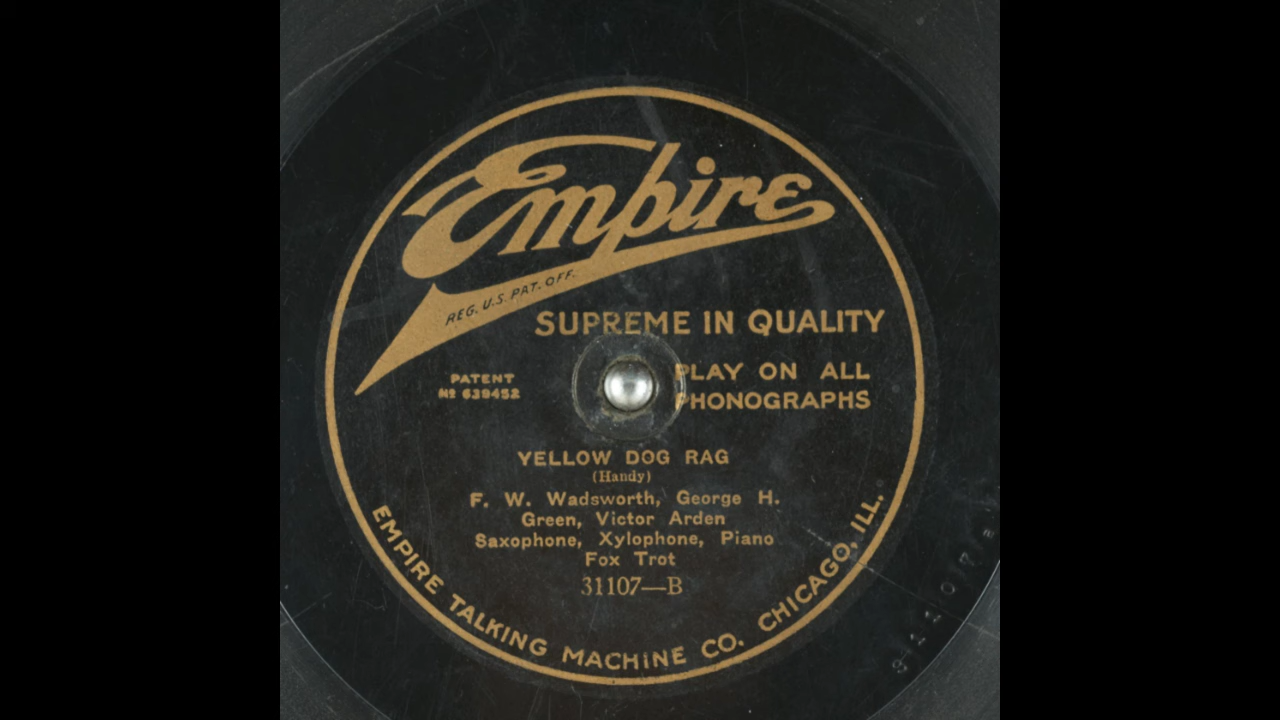 Empire
REG. U.S. PAT. OFF.
SUPREME IN QUALITY
PATENT
Nº 639452
PLAY ON ALL
PHONOGRAPHS
YELLOW DOG RAG
(Handy)
F. W. Wadsworth, George H.
Green, Victor Arden
Saxophone, Xylophone, Piano
Fox Trot
31107—B
EMPIRE TALKING MACHINE CO. CHICAGO, ILL.